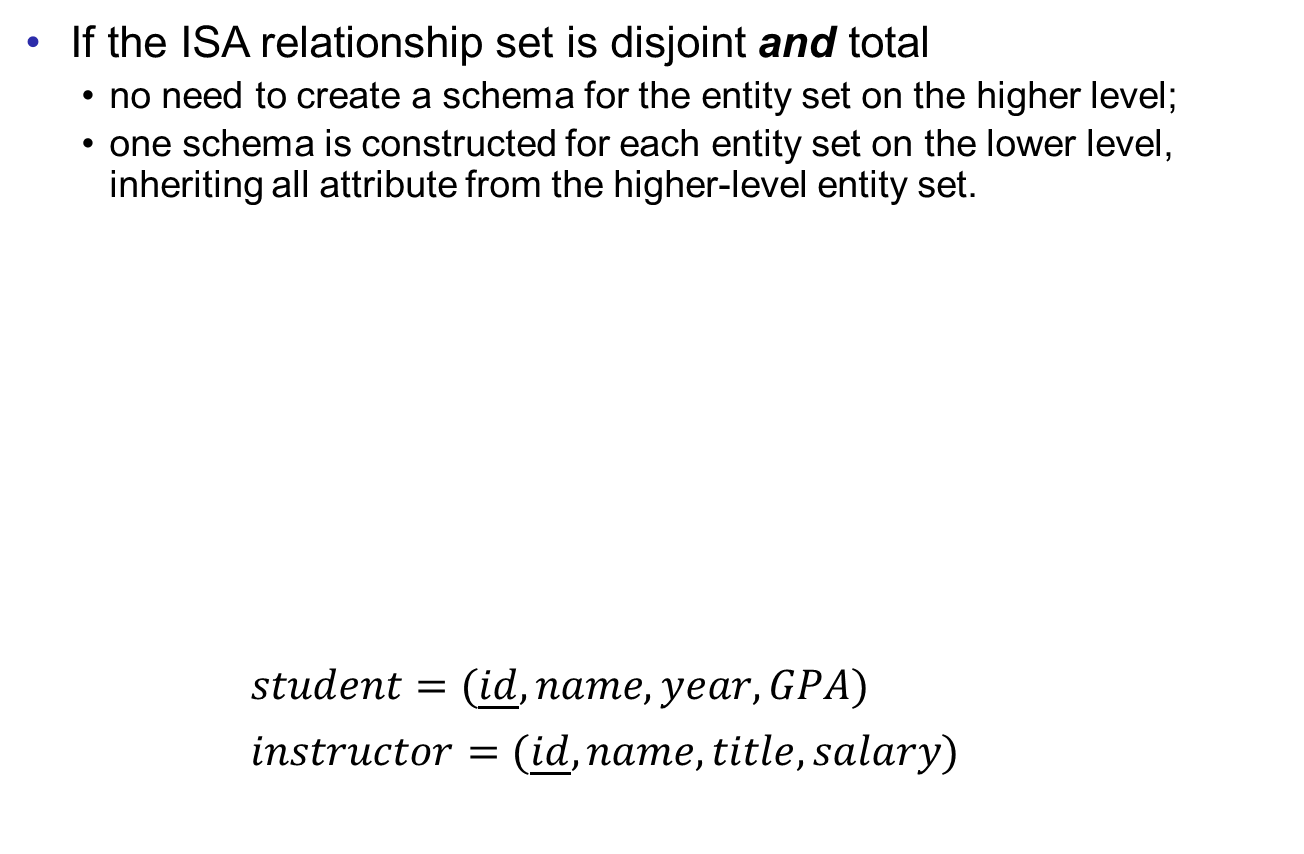 • If the ISA relationship set is disjoint and total
• no need to create a schema for the entity set on the higher level;
• one schema is constructed for each entity set on the lower level,
inheriting all attribute from the higher-level entity set.
student = (id, name, year, GPA)
instructor = (id, name, title, salary)